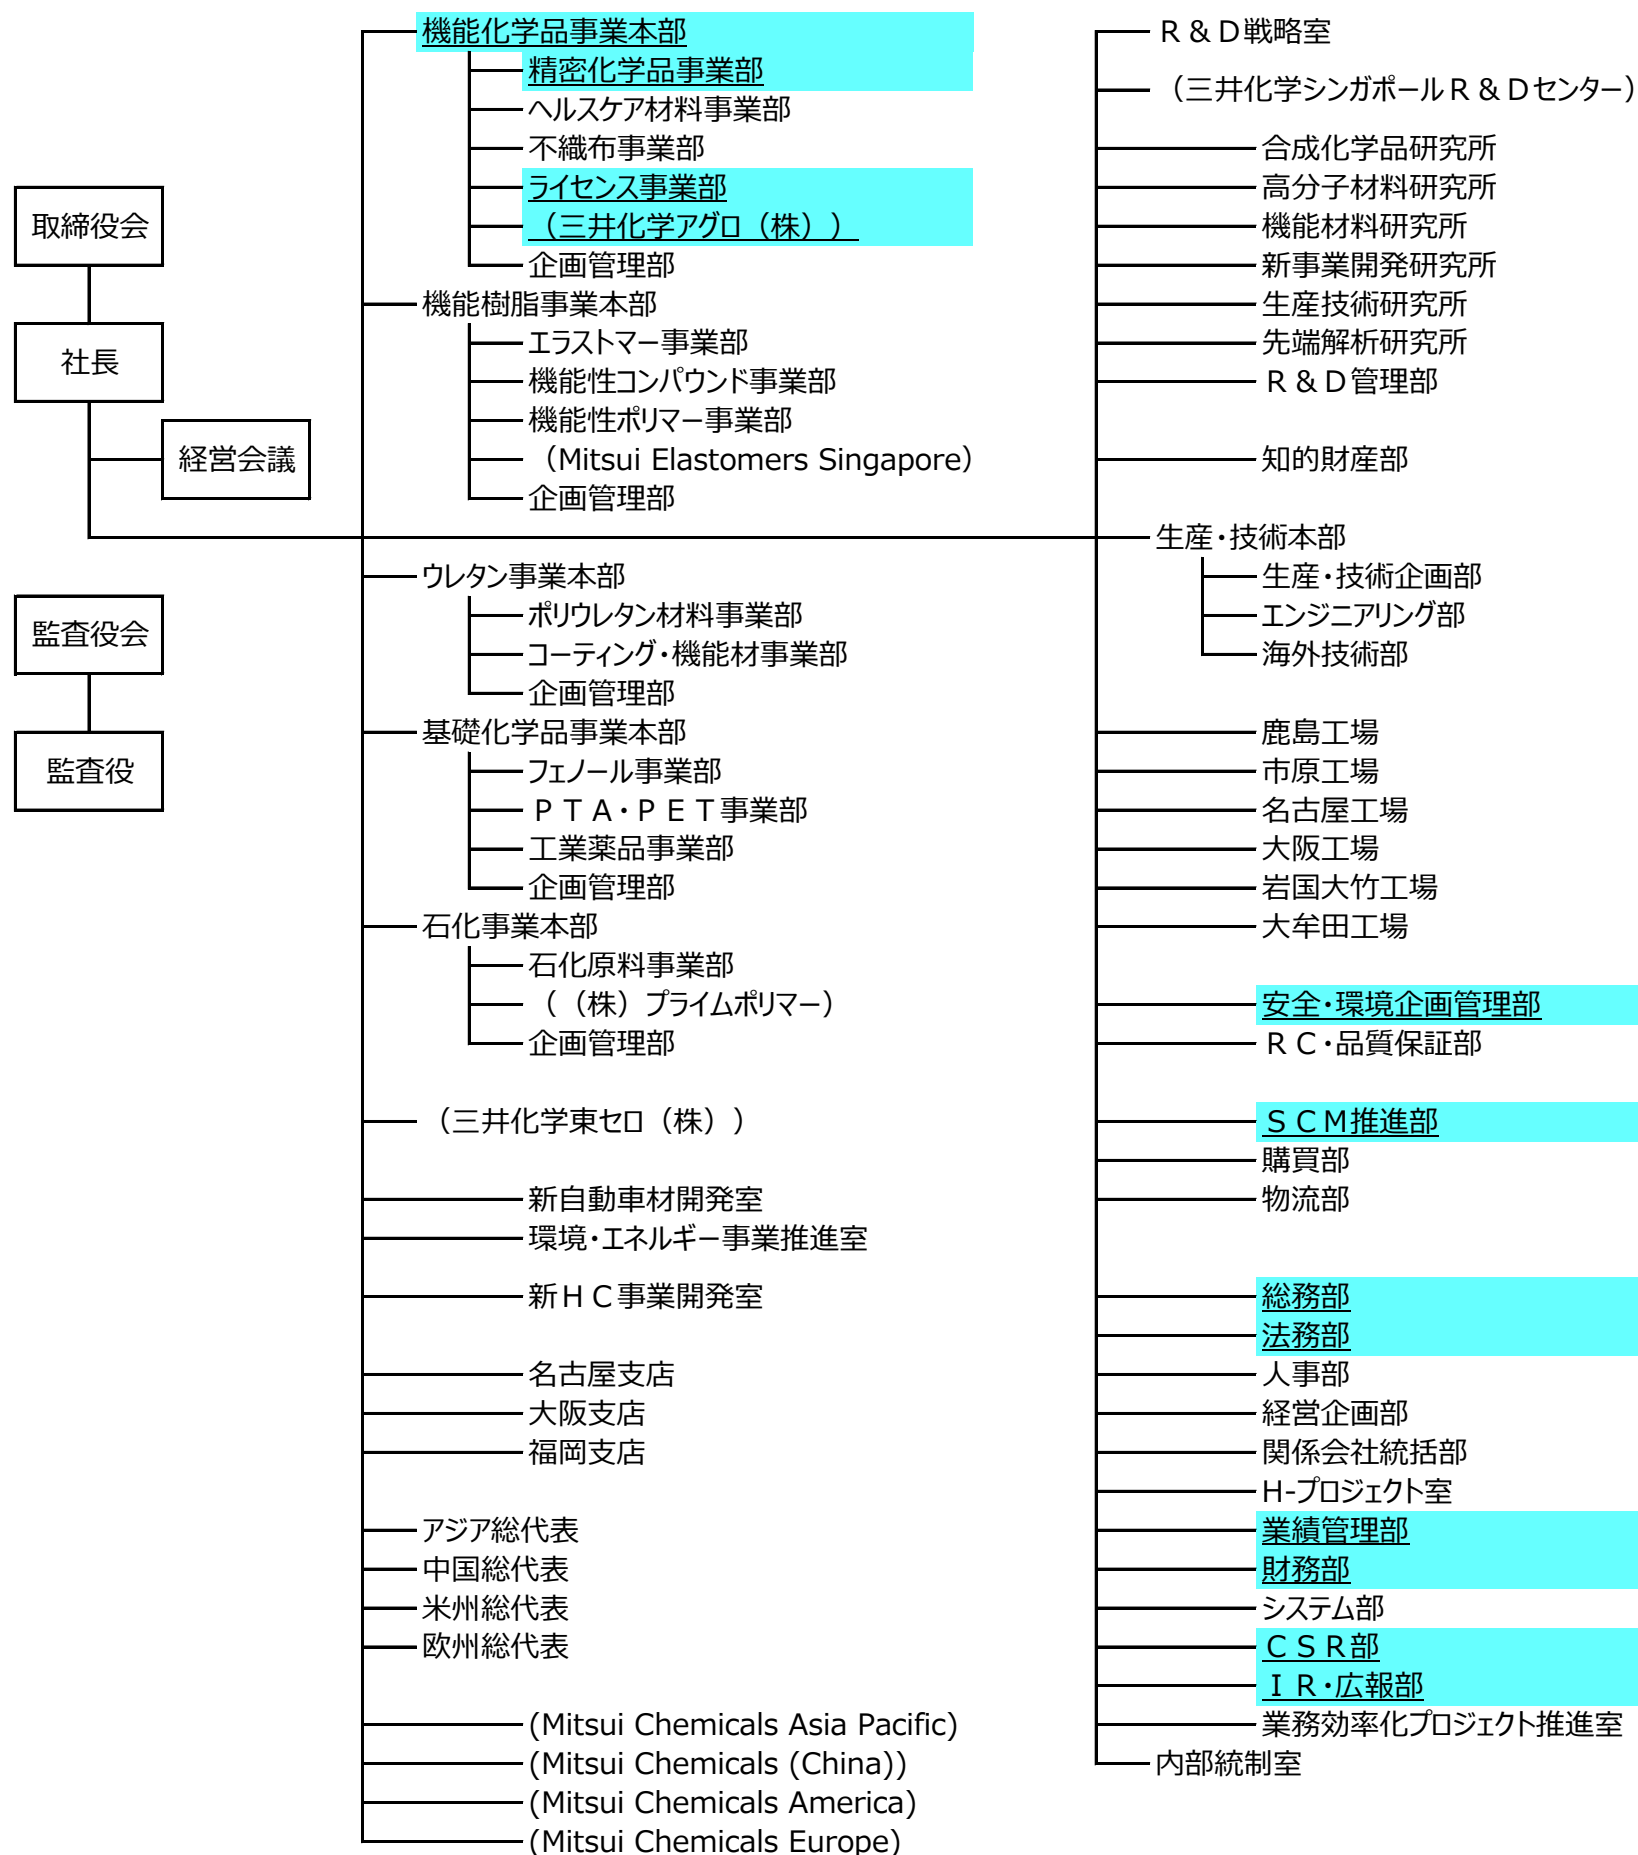 取締役会
社長
経営会議
監査役会
監査役
機能化学品事業本部
精密化学品事業部
ヘルスケア材料事業部
不織布事業部
ライセンス事業部
（三井化学アグロ（株））
企画管理部
機能樹脂事業本部
エラストマー事業部
機能性コンパウンド事業部
機能性ポリマー事業部
（Mitsui Elastomers Singapore）
企画管理部
ウレタン事業本部
ポリウレタン材料事業部
コーティング・機能材事業部
企画管理部
基礎化学品事業本部
フェノール事業部
ＰＴＡ・ＰＥＴ事業部
工業薬品事業部
企画管理部
石化事業本部
石化原料事業部
（（株）プライムポリマー）
企画管理部
（三井化学東セロ（株））
新自動車材開発室
環境・エネルギー事業推進室
新ＨＣ事業開発室
名古屋支店
大阪支店
福岡支店
アジア総代表
中国総代表
米州総代表
欧州総代表
(Mitsui Chemicals Asia Pacific)
(Mitsui Chemicals (China))
(Mitsui Chemicals America)
(Mitsui Chemicals Europe)
Ｒ＆Ｄ戦略室
（三井化学シンガポールＲ＆Ｄセンター）
合成化学品研究所
高分子材料研究所
機能材料研究所
新事業開発研究所
生産技術研究所
先端解析研究所
Ｒ＆Ｄ管理部
知的財産部
生産・技術本部
生産・技術企画部
エンジニアリング部
海外技術部
鹿島工場
市原工場
名古屋工場
大阪工場
岩国大竹工場
大牟田工場
安全・環境企画管理部
ＲＣ・品質保証部
ＳＣＭ推進部
購買部
物流部
総務部
法務部
人事部
経営企画部
関係会社統括部
H-プロジェクト室
業績管理部
財務部
システム部
ＣＳＲ部
ＩＲ・広報部
業務効率化プロジェクト推進室
内部統制室